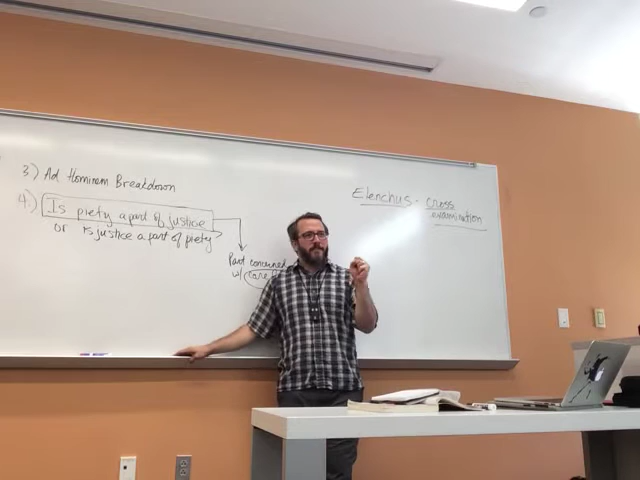 3.) Ad Hominem Breakdown
4.) Is piety a part of justice
or is justice a part of piety
Part concerned
w/ care
Elenchus - cross
examination